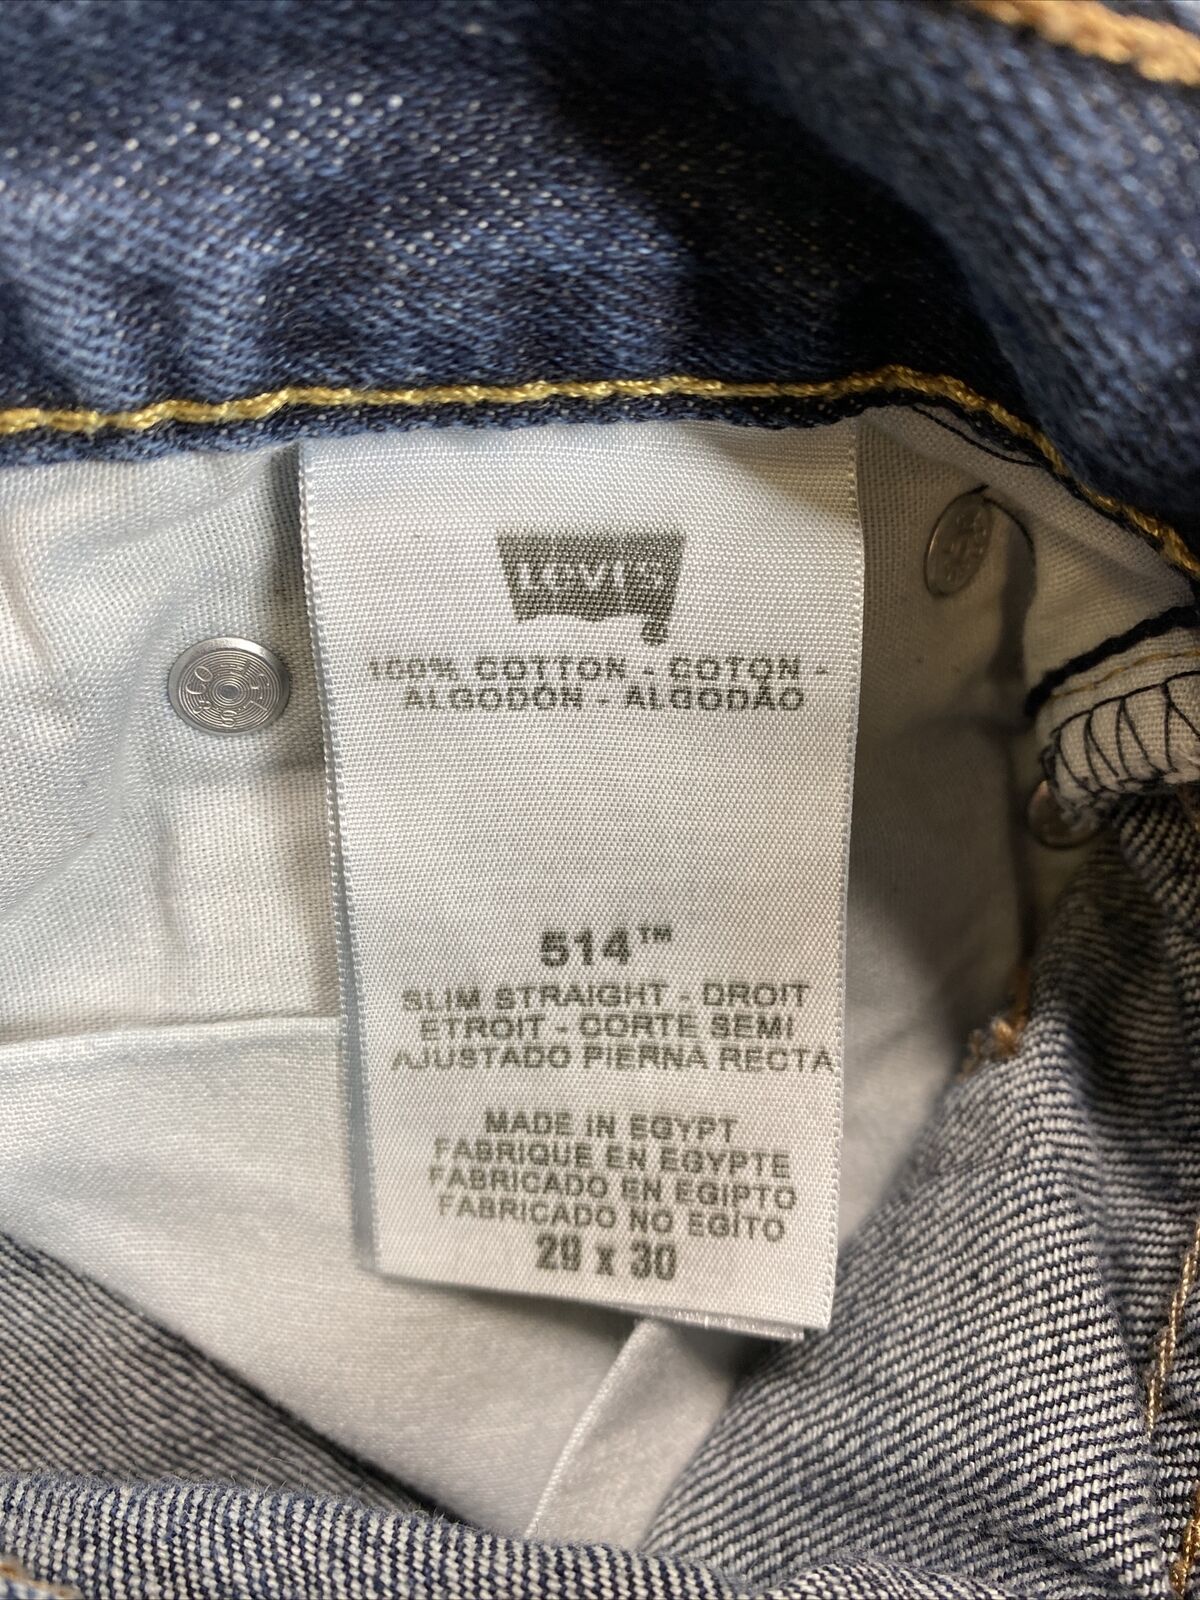 Levi's
100% COTTON - COTON -
ALGODÓN - ALGODÃO
514™
SLIM STRAIGHT - DROIT
ETROIT - CORTE SEMI
AJUSTADO PIERNA RECTA
MADE IN EGYPT
FABRIQUE EN EGYPTE
FABRICADO EN EGIPTO
FABRICADO NO EGÍTO
29 x 30